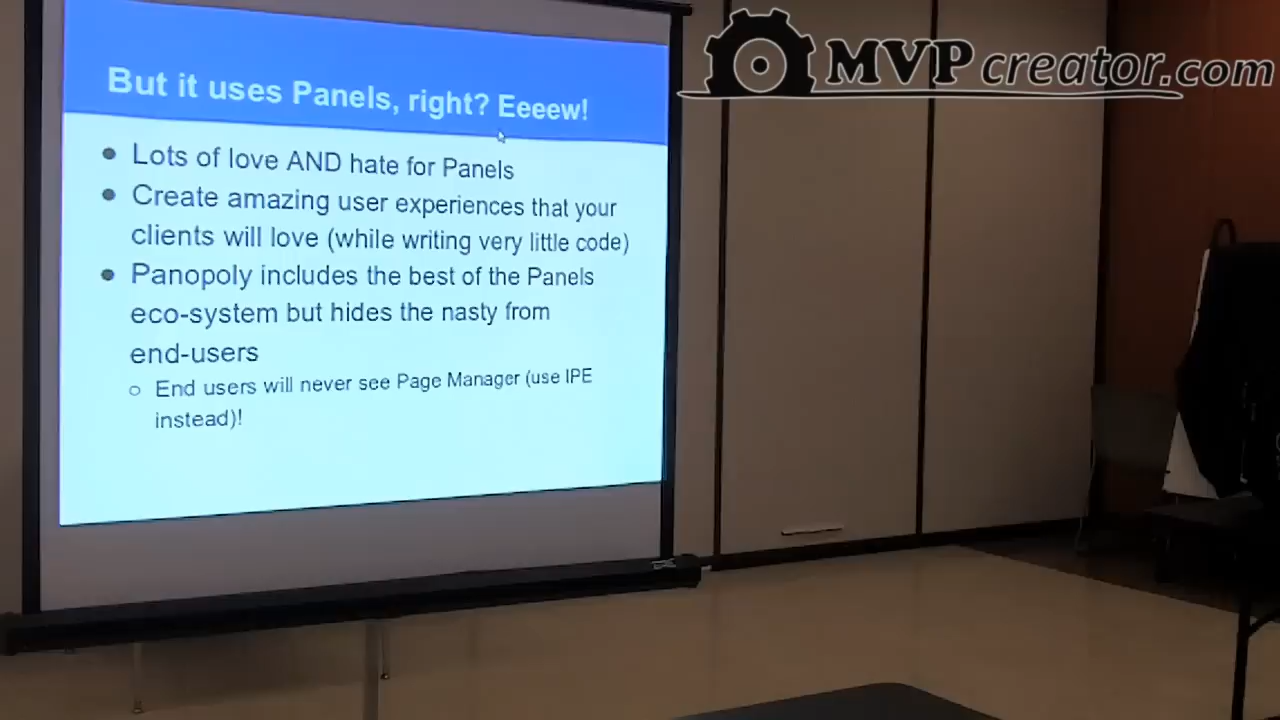 MVPcreator.com
But it uses Panels, right? Eeeew!
Lots of love AND hate for Panels
Create amazing user experiences that your
clients will love (while writing very little code)
Panopoly includes the best of the Panels
eco-system but hides the nasty from
end-users
End users will never see Page Manager (use IPE
instead)!